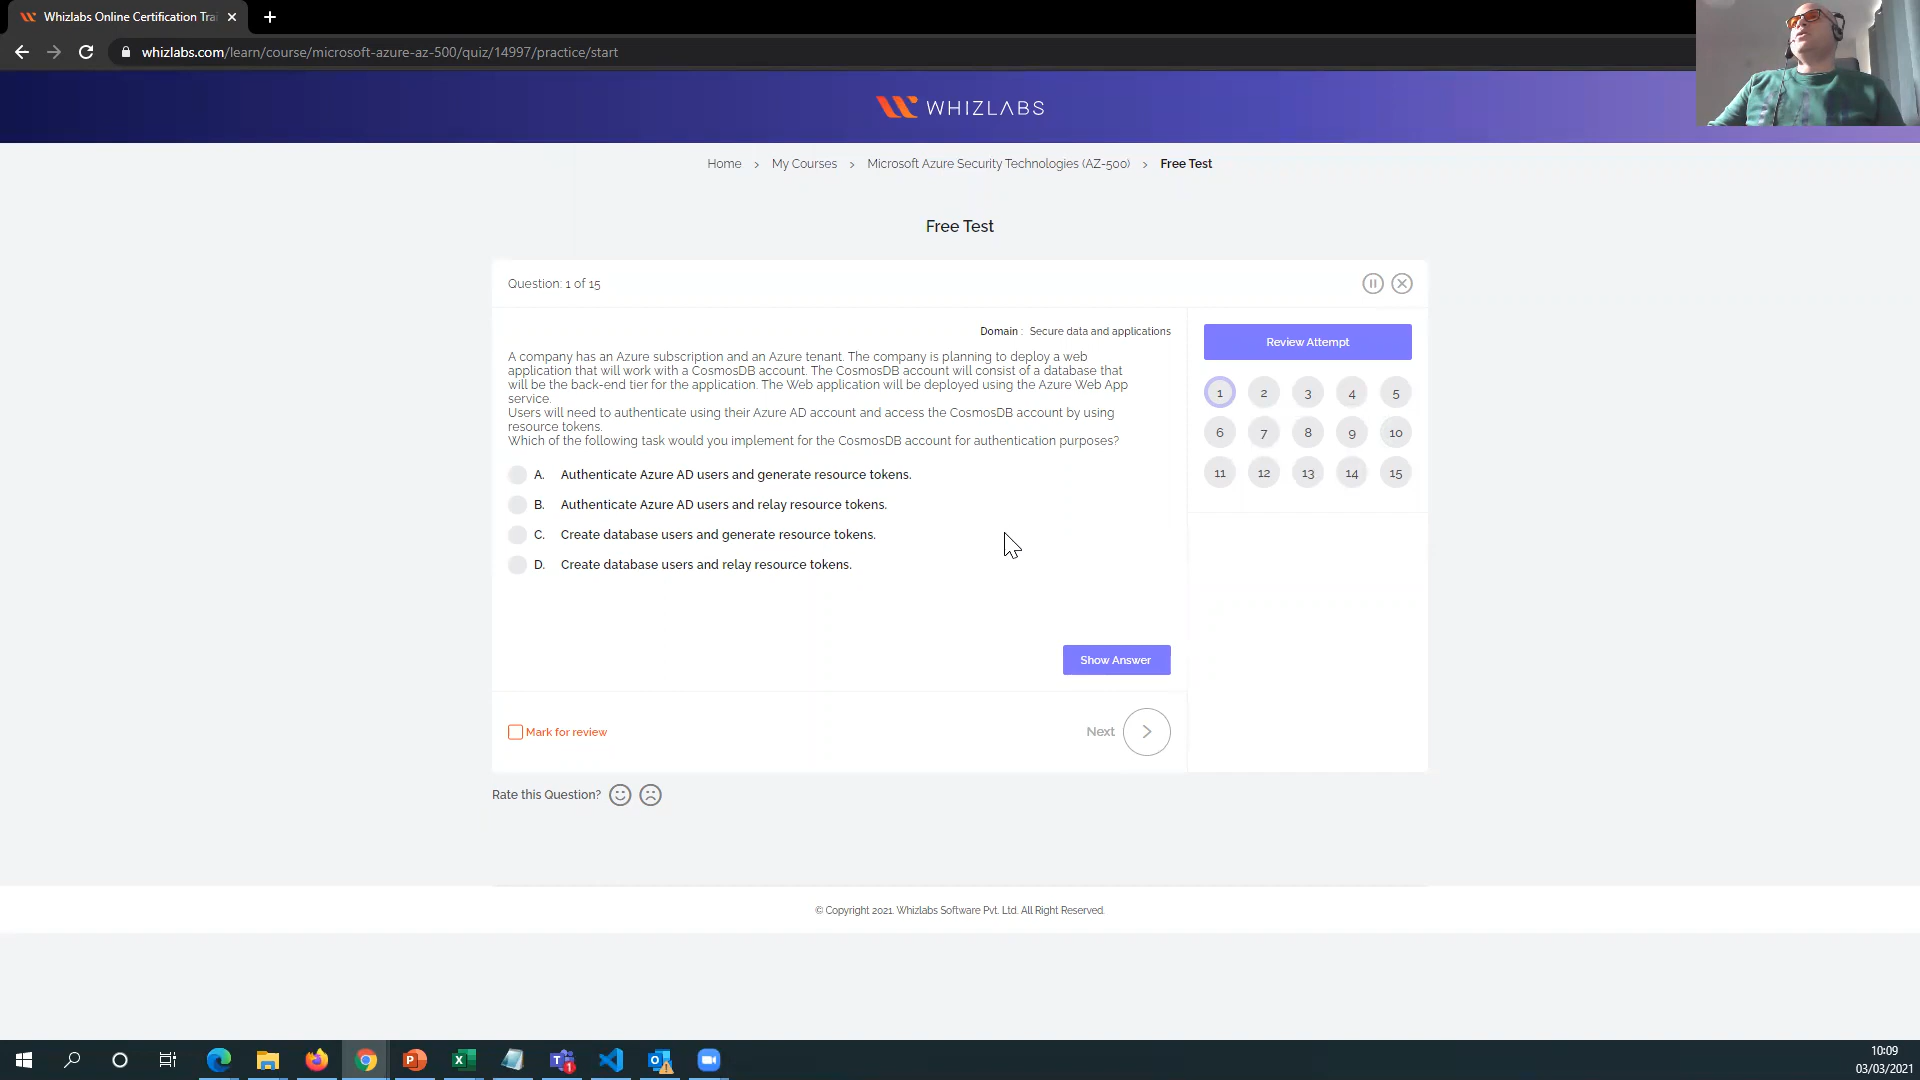 Whizlabs Online Certification Trai
whizlabs.com/learn/course/microsoft-azure-az-500/quiz/14997/practice/start
WHIZLABS
Home > My Courses > Microsoft Azure Security Technologies (AZ-500) > Free Test
Free Test
Question: 1 of 15
Domain : Secure data and applications
A company has an Azure subscription and an Azure tenant. The company is planning to deploy a web
application that will work with a CosmosDB account. The CosmosDB account will consist of a database that
will be the back-end tier for the application. The Web application will be deployed using the Azure Web App
service.
Users will need to authenticate using their Azure AD account and access the CosmosDB account by using
resource tokens.
Which of the following task would you implement for the CosmosDB account for authentication purposes?
A. Authenticate Azure AD users and generate resource tokens.
B. Authenticate Azure AD users and relay resource tokens.
C. Create database users and generate resource tokens.
D. Create database users and relay resource tokens.
Show Answer
Mark for review
Next
Review Attempt
1 2 3 4 5
6 7 8 9 10
11 12 13 14 15
Rate this Question?
© Copyright 2021. Whizlabs Software Pvt. Ltd. All Right Reserved.
10:09
03/03/2021